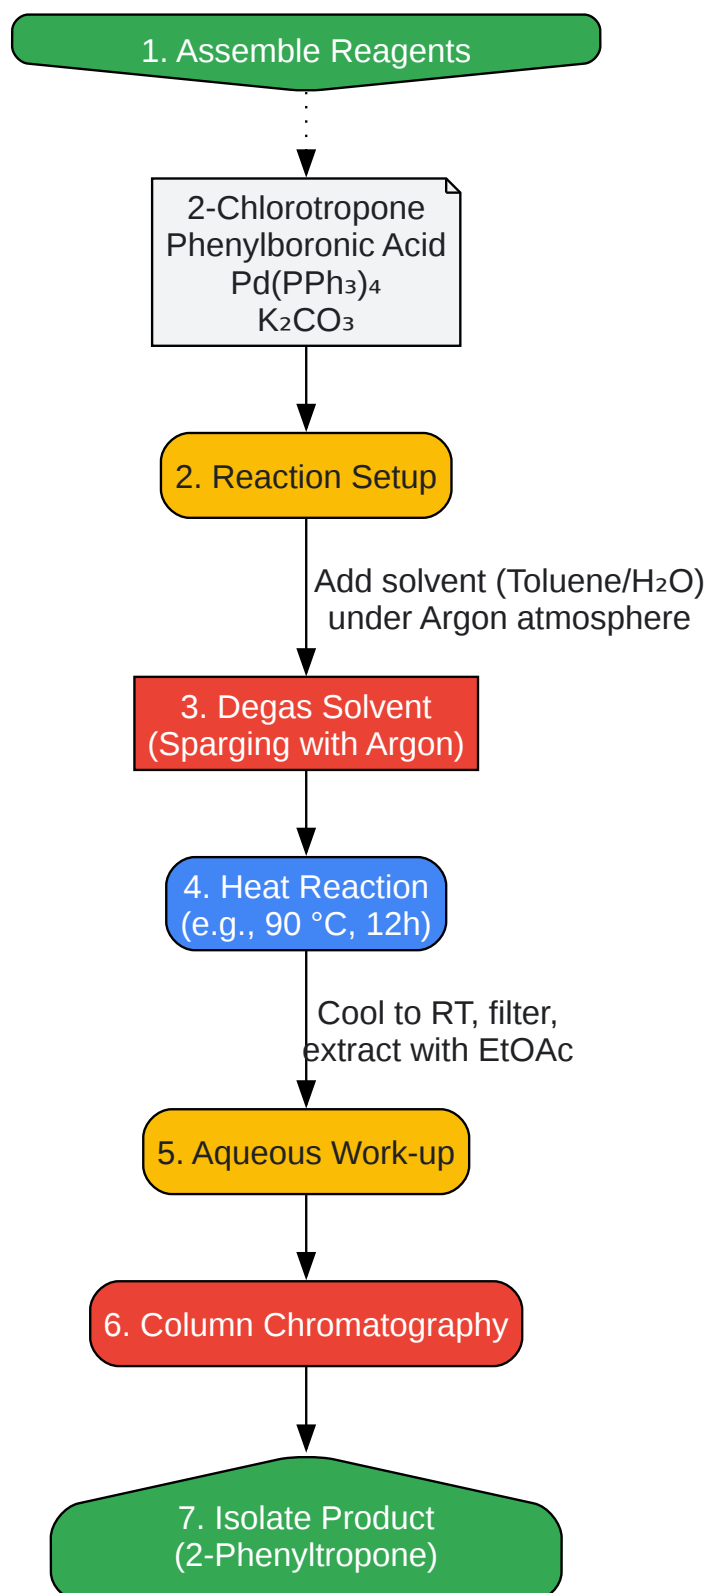 1. Assemble Reagents
2-Chlorotropone
Phenylboronic Acid
Pd(PPh₃)₄
K₂CO₃
2. Reaction Setup
Add solvent (Toluene/H₂O)
under Argon atmosphere
3. Degas Solvent
(Sparging with Argon)
4. Heat Reaction
(e.g., 90 °C, 12h)
Cool to RT, filter,
extract with EtOAc
5. Aqueous Work-up
6. Column Chromatography
7. Isolate Product
(2-Phenyltropone)